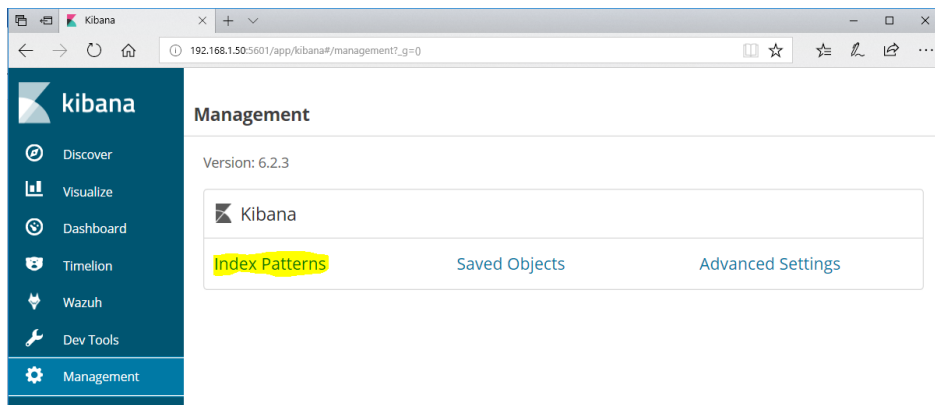 Kibana
192.168.1.50:5601/app/kibana#/management?_g=()
kibana
Discover
Visualize
Dashboard
Timelion
Wazuh
Dev Tools
Management
Management
Version: 6.2.3
Kibana
Index Patterns Saved Objects Advanced Settings